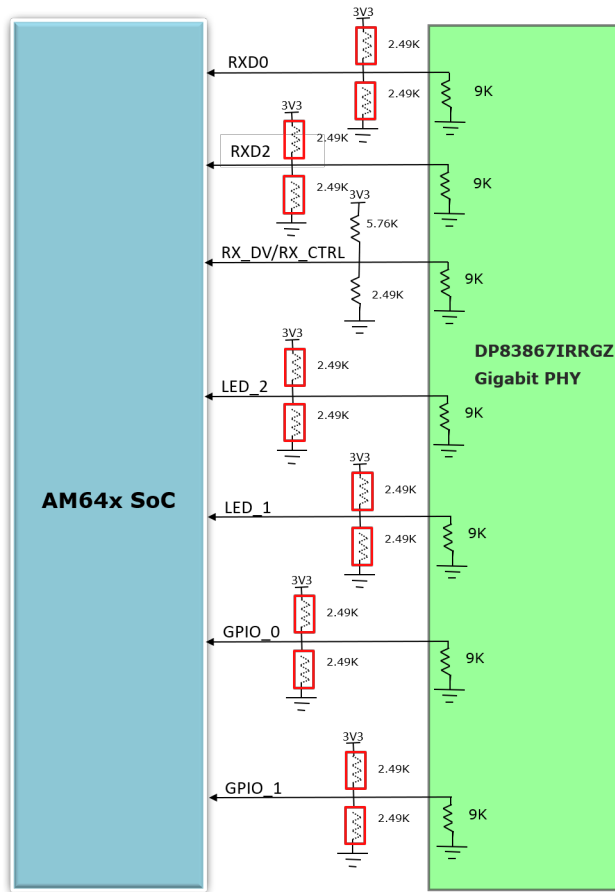 3V3
2.49K
RXD0
2.49K
9K
3V3
2.49K
RXD2
9K
2.49K
3V3
5.76K
RX_DV/RX_CTRL
9K
2.49K
3V3
DP83867IRRGZ
Gigabit PHY
2.49K
LED_2
2.49K
9K
3V3
2.49K
AM64x SoC
LED_1
2.49K
9K
3V3
2.49K
GPIO_0
2.49K
9K
3V3
2.49K
GPIO_1
2.49K
9K